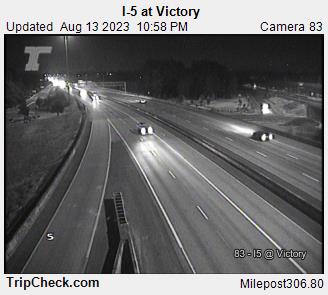 I-5 at Victory
Updated Aug 13 2023 10:58 PM Camera 83
S
83 - I5 @ Victory
TripCheck.com Milepost306.80